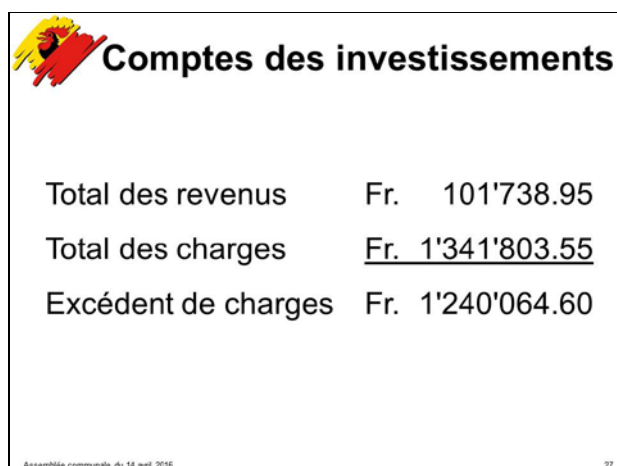 Comptes des investissements
Total des revenus Fr. 101'738.95
Total des charges Fr. 1'341'803.55
Excédent de charges Fr. 1'240'064.60
Assemblée communale du 14 avril 2016 27